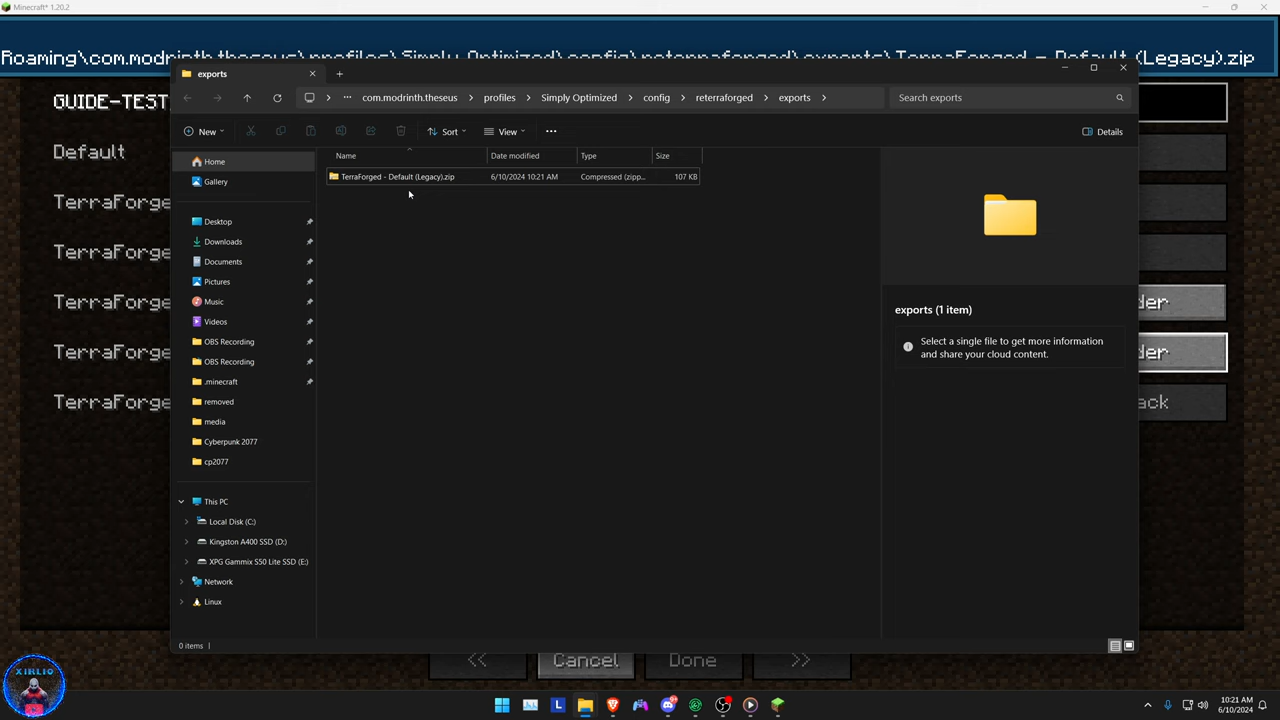 Minecraft* 1.20.2
Roaming\com.modrinth.theseus\profiles\Simply Optimized\config\reterraforged\exports\TerraForged - Default (Legacy).zip
exports
com.modrinth.theseus > profiles > Simply Optimized > config > reterraforged > exports >
Search exports
GUIDE-TEST
New
Sort
View
Details
Default
Name
Date modified
Type
Size
TerraForged - Default (Legacy).zip
6/10/2024 10:21 AM
Compressed (zipp...
107 KB
Home
Gallery
Desktop
Downloads
Documents
Pictures
Music
Videos
OBS Recording
OBS Recording
.minecraft
removed
media
Cyberpunk 2077
cp2077
This PC
Local Disk (C:)
Kingston A400 SSD (D:)
XPG Gammix S50 Lite SSD (E:)
Network
Linux
TerraForge
TerraForge
TerraForge
TerraForge
TerraForge
exports (1 item)
Select a single file to get more information
and share your cloud content.
der
der
ack
0 items
<<
Cancel
Done
>>
XIRLIO
10:21 AM
6/10/2024